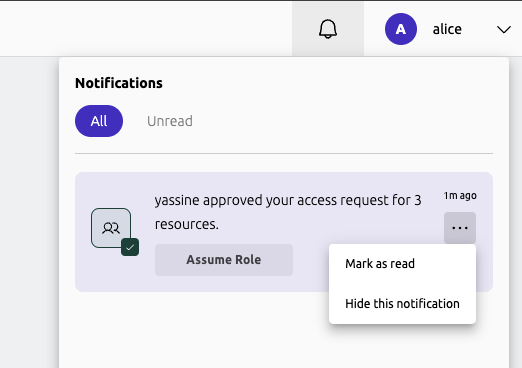 A alice
Notifications
All Unread
yassine approved your access request for 3
resources.
1m ago
...
Assume Role
Mark as read
Hide this notification